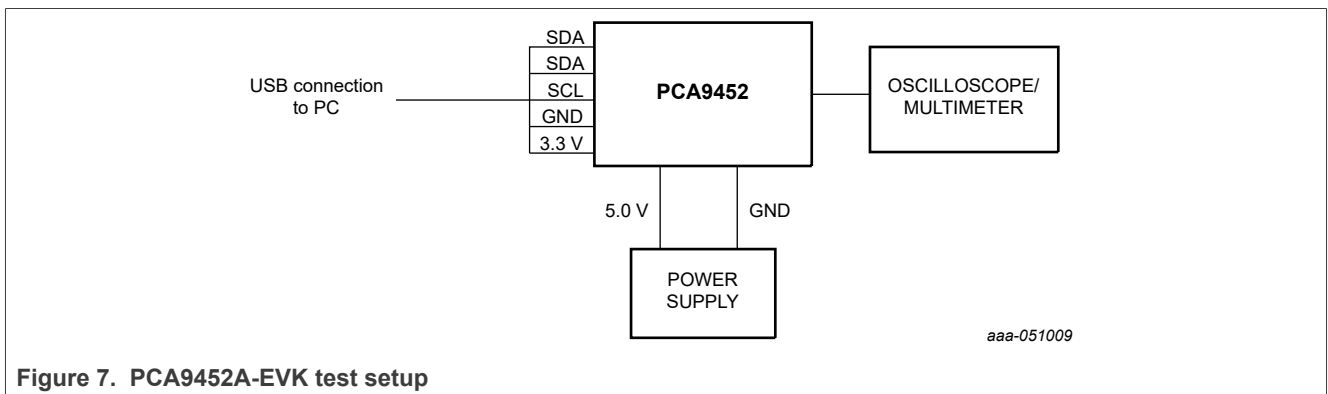 SDA
SDA
SCL
GND
3.3 V
USB connection
to PC
PCA9452
OSCILLOSCOPE/
MULTIMETER
5.0 V
GND
POWER
SUPPLY
aaa-051009
Figure 7. PCA9452A-EVK test setup